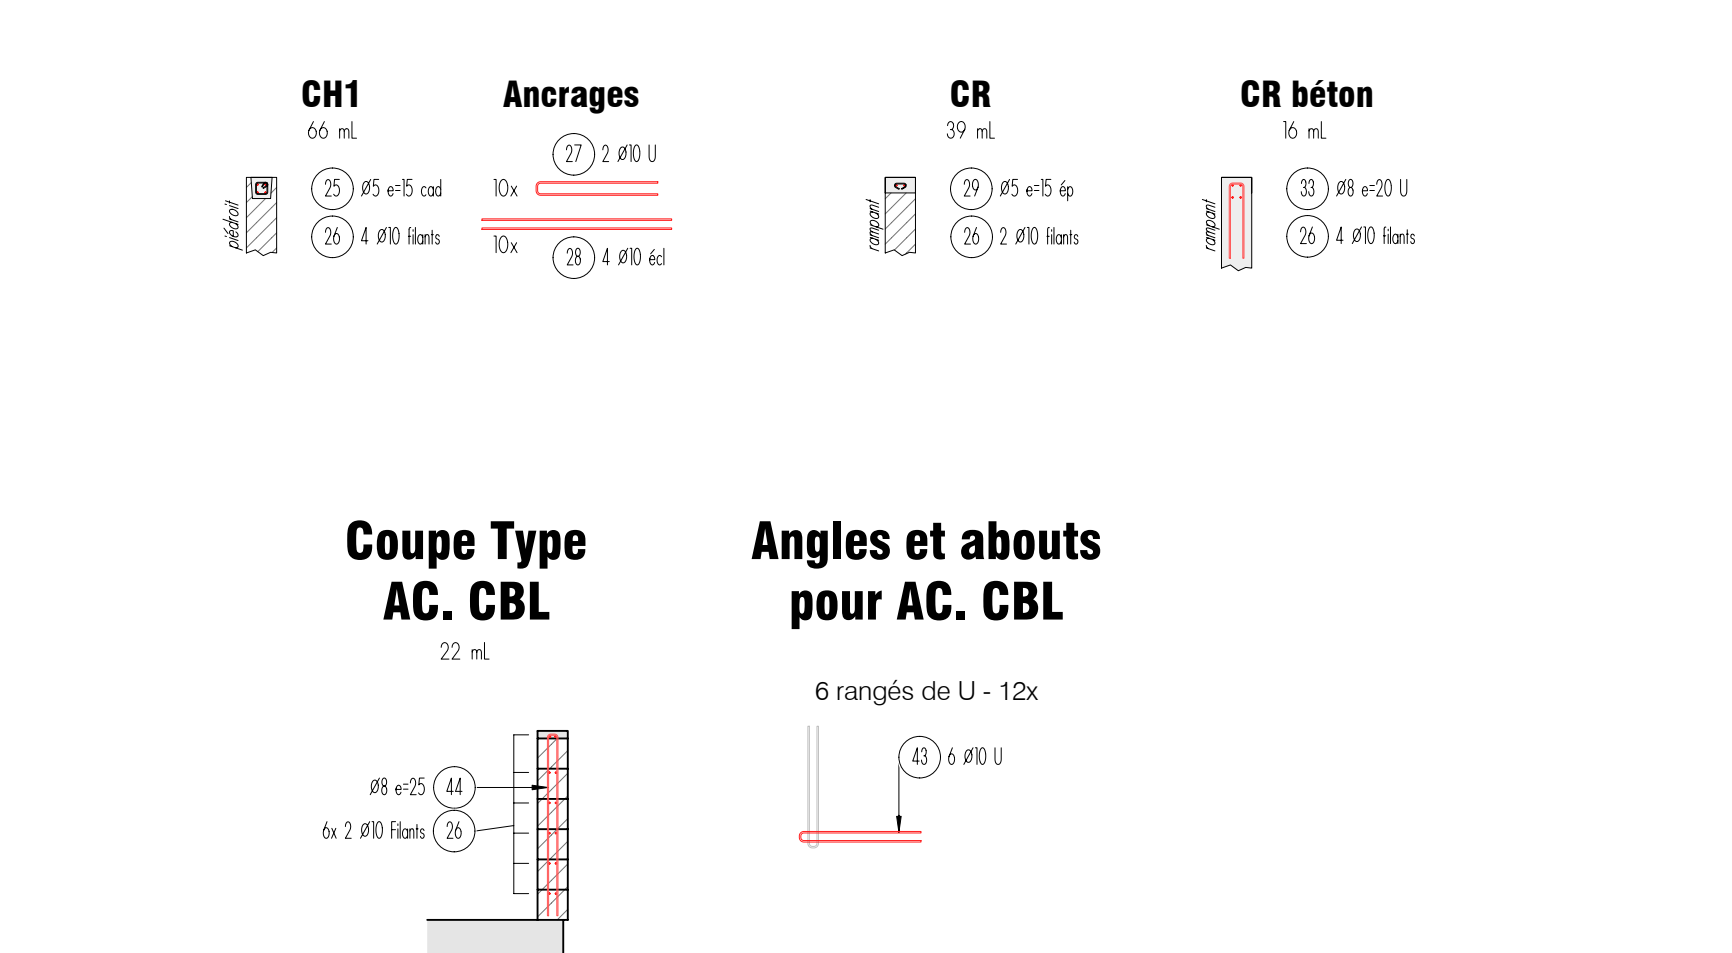 CH1
66 mL
piédroit
25 Ø5 e=15 cad
26 4 Ø10 filants
Ancrages
27 2 Ø10 U
10x
10x
28 4 Ø10 écl
CR
39 mL
rampant
29 Ø5 e=15 ép
26 2 Ø10 filants
CR béton
16 mL
rampant
33 Ø8 e=20 U
26 4 Ø10 filants
Coupe Type
AC. CBL
22 mL
Ø8 e=25 44
6x 2 Ø10 Filants 26
Angles et abouts
pour AC. CBL
6 rangés de U - 12x
43 6 Ø10 U